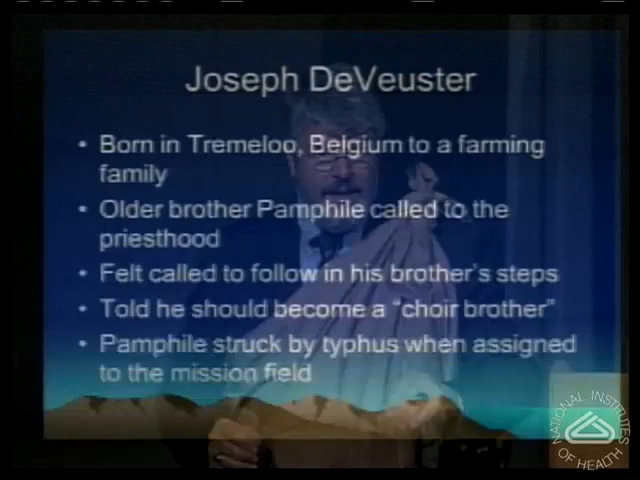 Joseph DeVeuster
• Born in Tremeloo, Belgium to a farming
family
• Older brother Pamphile called to the
priesthood
• Felt called to follow in his brother's steps
• Told he should become a "choir brother"
• Pamphile struck by typhus when assigned
to the mission field
NATIONAL INSTITUTES
OF HEALTH